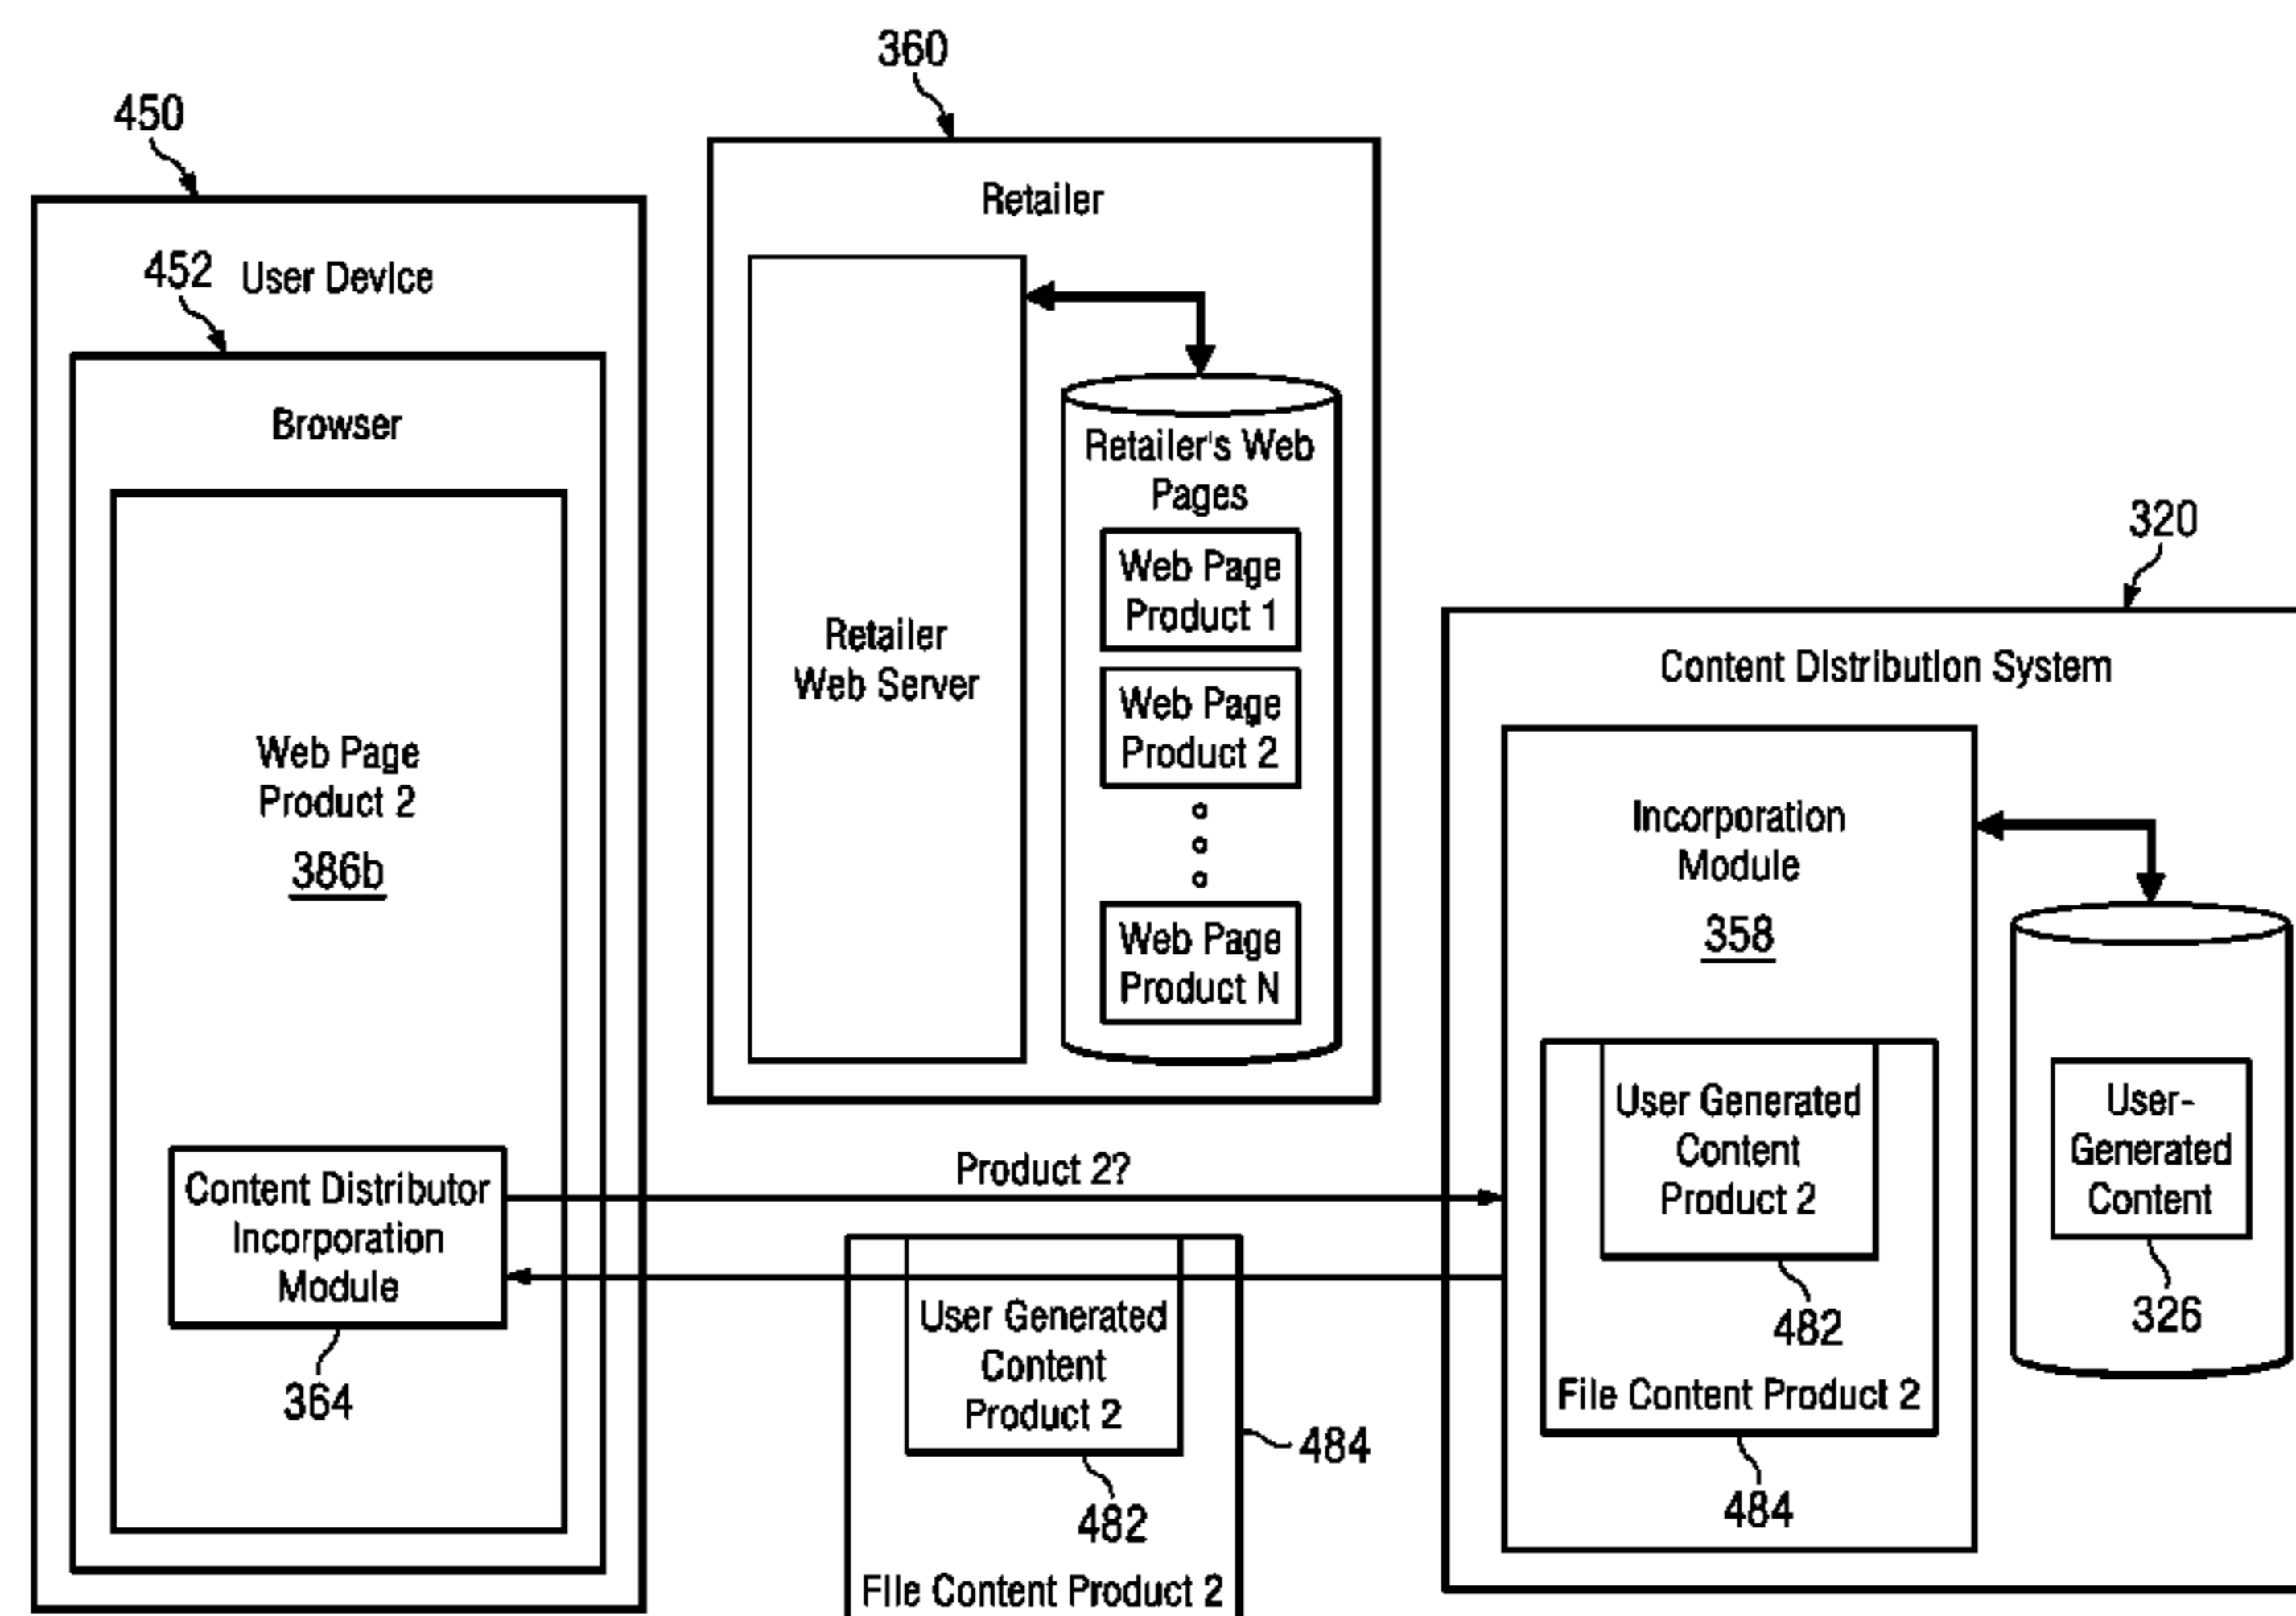 450
User Device
452
Browser
Web Page
Product 2
386b
Content Distributor
Incorporation
Module
364
360
Retailer
Retailer
Web Server
Retailer's Web
Pages
Web Page
Product 1
Web Page
Product 2
Web Page
Product N
Product 2?
User Generated
Content
Product 2
482
484
File Content Product 2
320
Content Distribution System
Incorporation
Module
358
User Generated
Content
Product 2
482
File Content Product 2
484
User-
Generated
Content
326